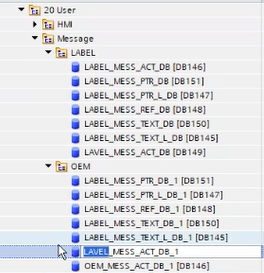 20 User
HMI
Message
LABEL
LABEL_MESS_ACT_DB [DB146]
LABEL_MESS_PTR_DB [DB151]
LABEL_MESS_PTR_L_DB [DB147]
LABEL_MESS_REF_DB [DB148]
LABEL_MESS_TEXT_DB [DB150]
LABEL_MESS_TEXT_L_DB [DB145]
LAVEL_MESS_ACT_DB [DB149]
OEM
LABEL_MESS_PTR_DB_1 [DB151]
LABEL_MESS_PTR_L_DB_1 [DB147]
LABEL_MESS_REF_DB_1 [DB148]
LABEL_MESS_TEXT_DB_1 [DB150]
LABEL_MESS_TEXT_L_DB_1 [DB145]
LAVEL_MESS_ACT_DB_1
OEM_MESS_ACT_DB_1 [DB146]